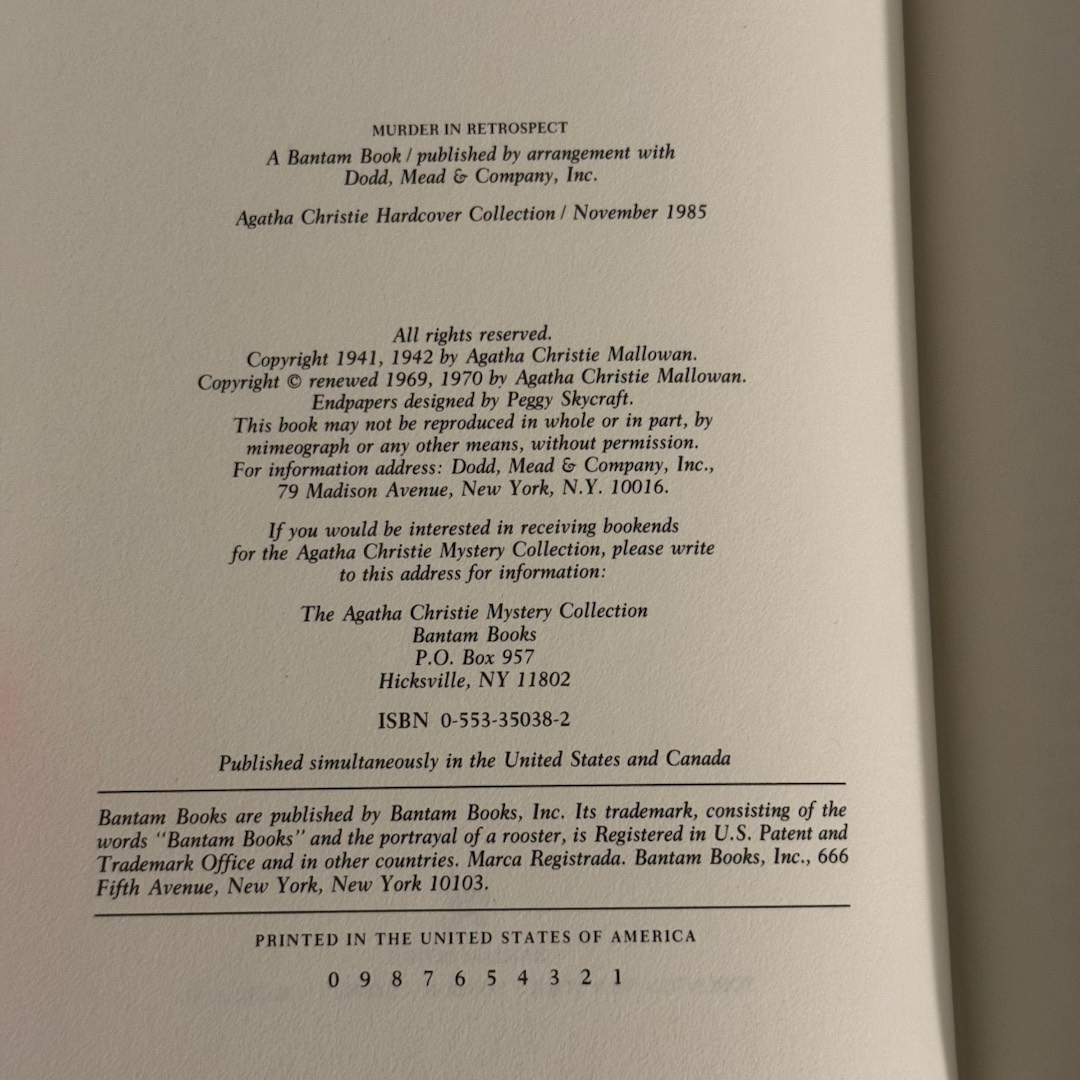 MURDER IN RETROSPECT
A Bantam Book / published by arrangement with
Dodd, Mead & Company, Inc.
Agatha Christie Hardcover Collection / November 1985
All rights reserved.
Copyright 1941, 1942 by Agatha Christie Mallowan.
Copyright © renewed 1969, 1970 by Agatha Christie Mallowan.
Endpapers designed by Peggy Skycraft.
This book may not be reproduced in whole or in part, by
mimeograph or any other means, without permission.
For information address: Dodd, Mead & Company, Inc.,
79 Madison Avenue, New York, N.Y. 10016.
If you would be interested in receiving bookends
for the Agatha Christie Mystery Collection, please write
to this address for information:
The Agatha Christie Mystery Collection
Bantam Books
P.O. Box 957
Hicksville, NY 11802
ISBN 0-553-35038-2
Published simultaneously in the United States and Canada
Bantam Books are published by Bantam Books, Inc. Its trademark, consisting of the
words "Bantam Books" and the portrayal of a rooster, is Registered in U.S. Patent and
Trademark Office and in other countries. Marca Registrada. Bantam Books, Inc., 666
Fifth Avenue, New York, New York 10103.
PRINTED IN THE UNITED STATES OF AMERICA
0 9 8 7 6 5 4 3 2 1